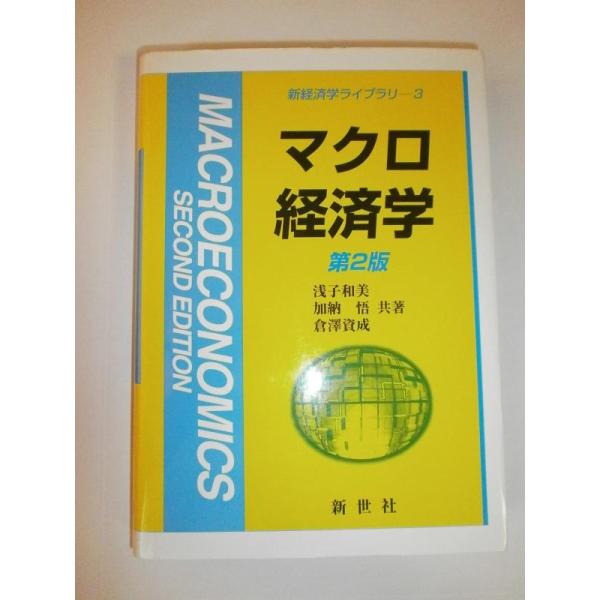 新経済学ライブラリ―3
マクロ
経済学
第2版
浅子和美
加納 悟 共著
倉澤資成
新世社
MACROECONOMICS
SECOND EDITION